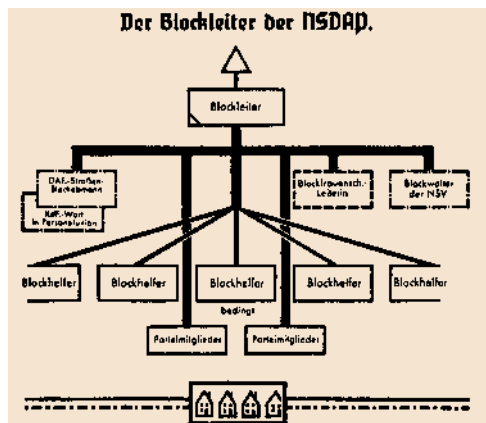 Der Blockleiter der NSDAP.
Blockleiter
DAF.-Straßen-
KdF.-Wart
in Personalunion
Blockfrauensch.-
Leiterin
Blockwalter
der NSV
Blockhelfer
Blockhelfer
Blockhelfer
Blockhelfer
Blockhelfer
bedingt
Parteimitglieder
Parteimitglieder